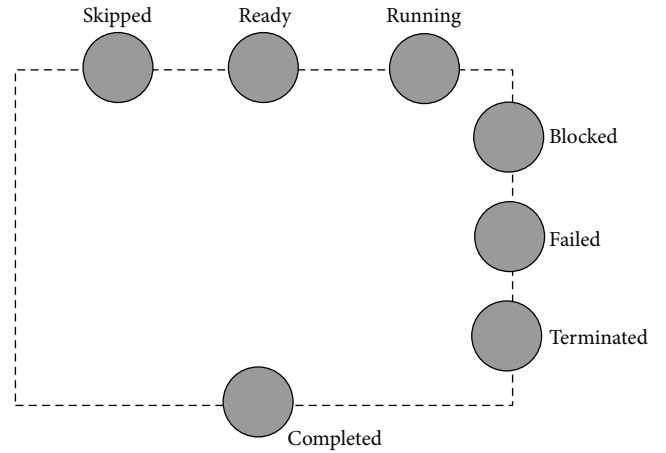 Skipped
Ready
Running
Blocked
Failed
Terminated
Completed